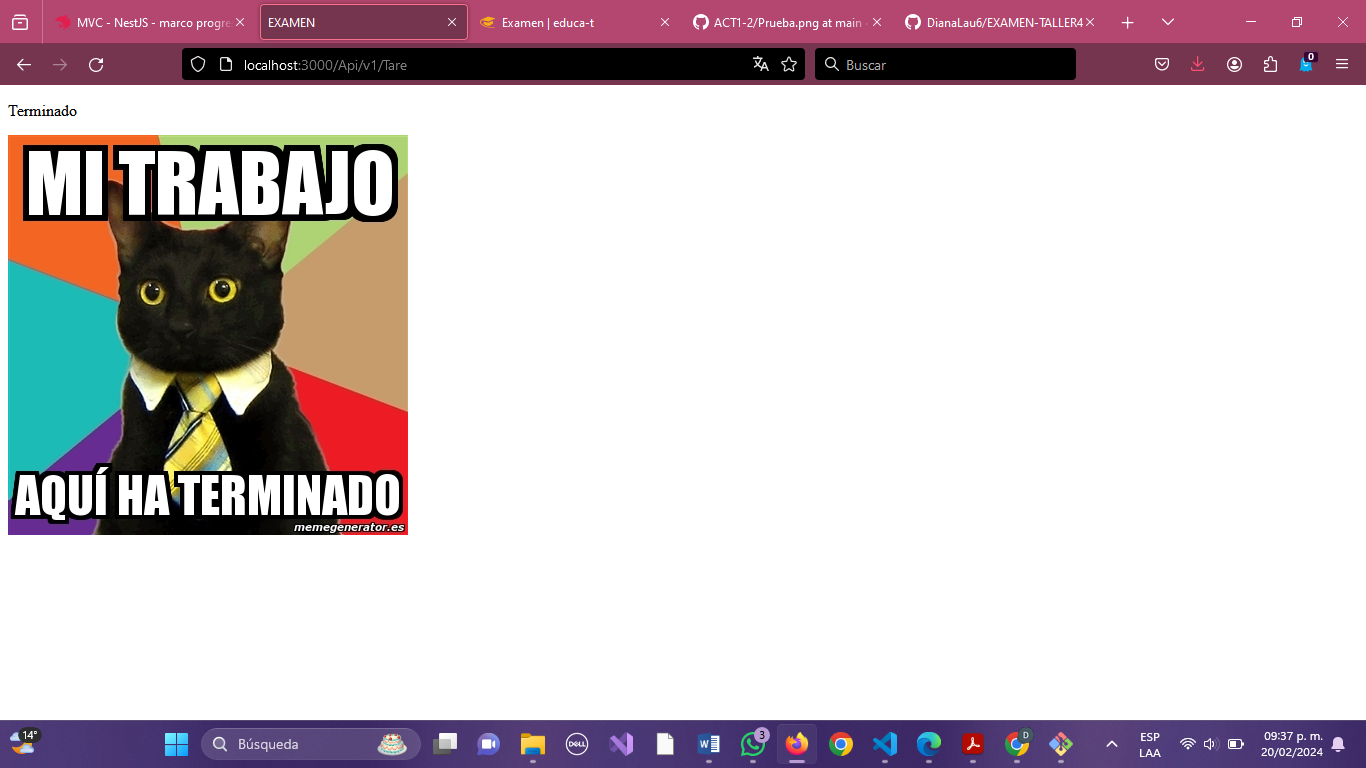 MVC - NestJS - marco progre
EXAMEN
Examen | educa-t
ACT1-2/Prueba.png at main
DianaLau6/EXAMEN-TALLER4
localhost:3000/Api/v1/Tare
Buscar
0
Terminado
MI TRABAJO
AQUÍ HA TERMINADO
memegenerator.es
14°
Búsqueda
DELL
3
D
ESP
LAA
09:37 p. m.
20/02/2024